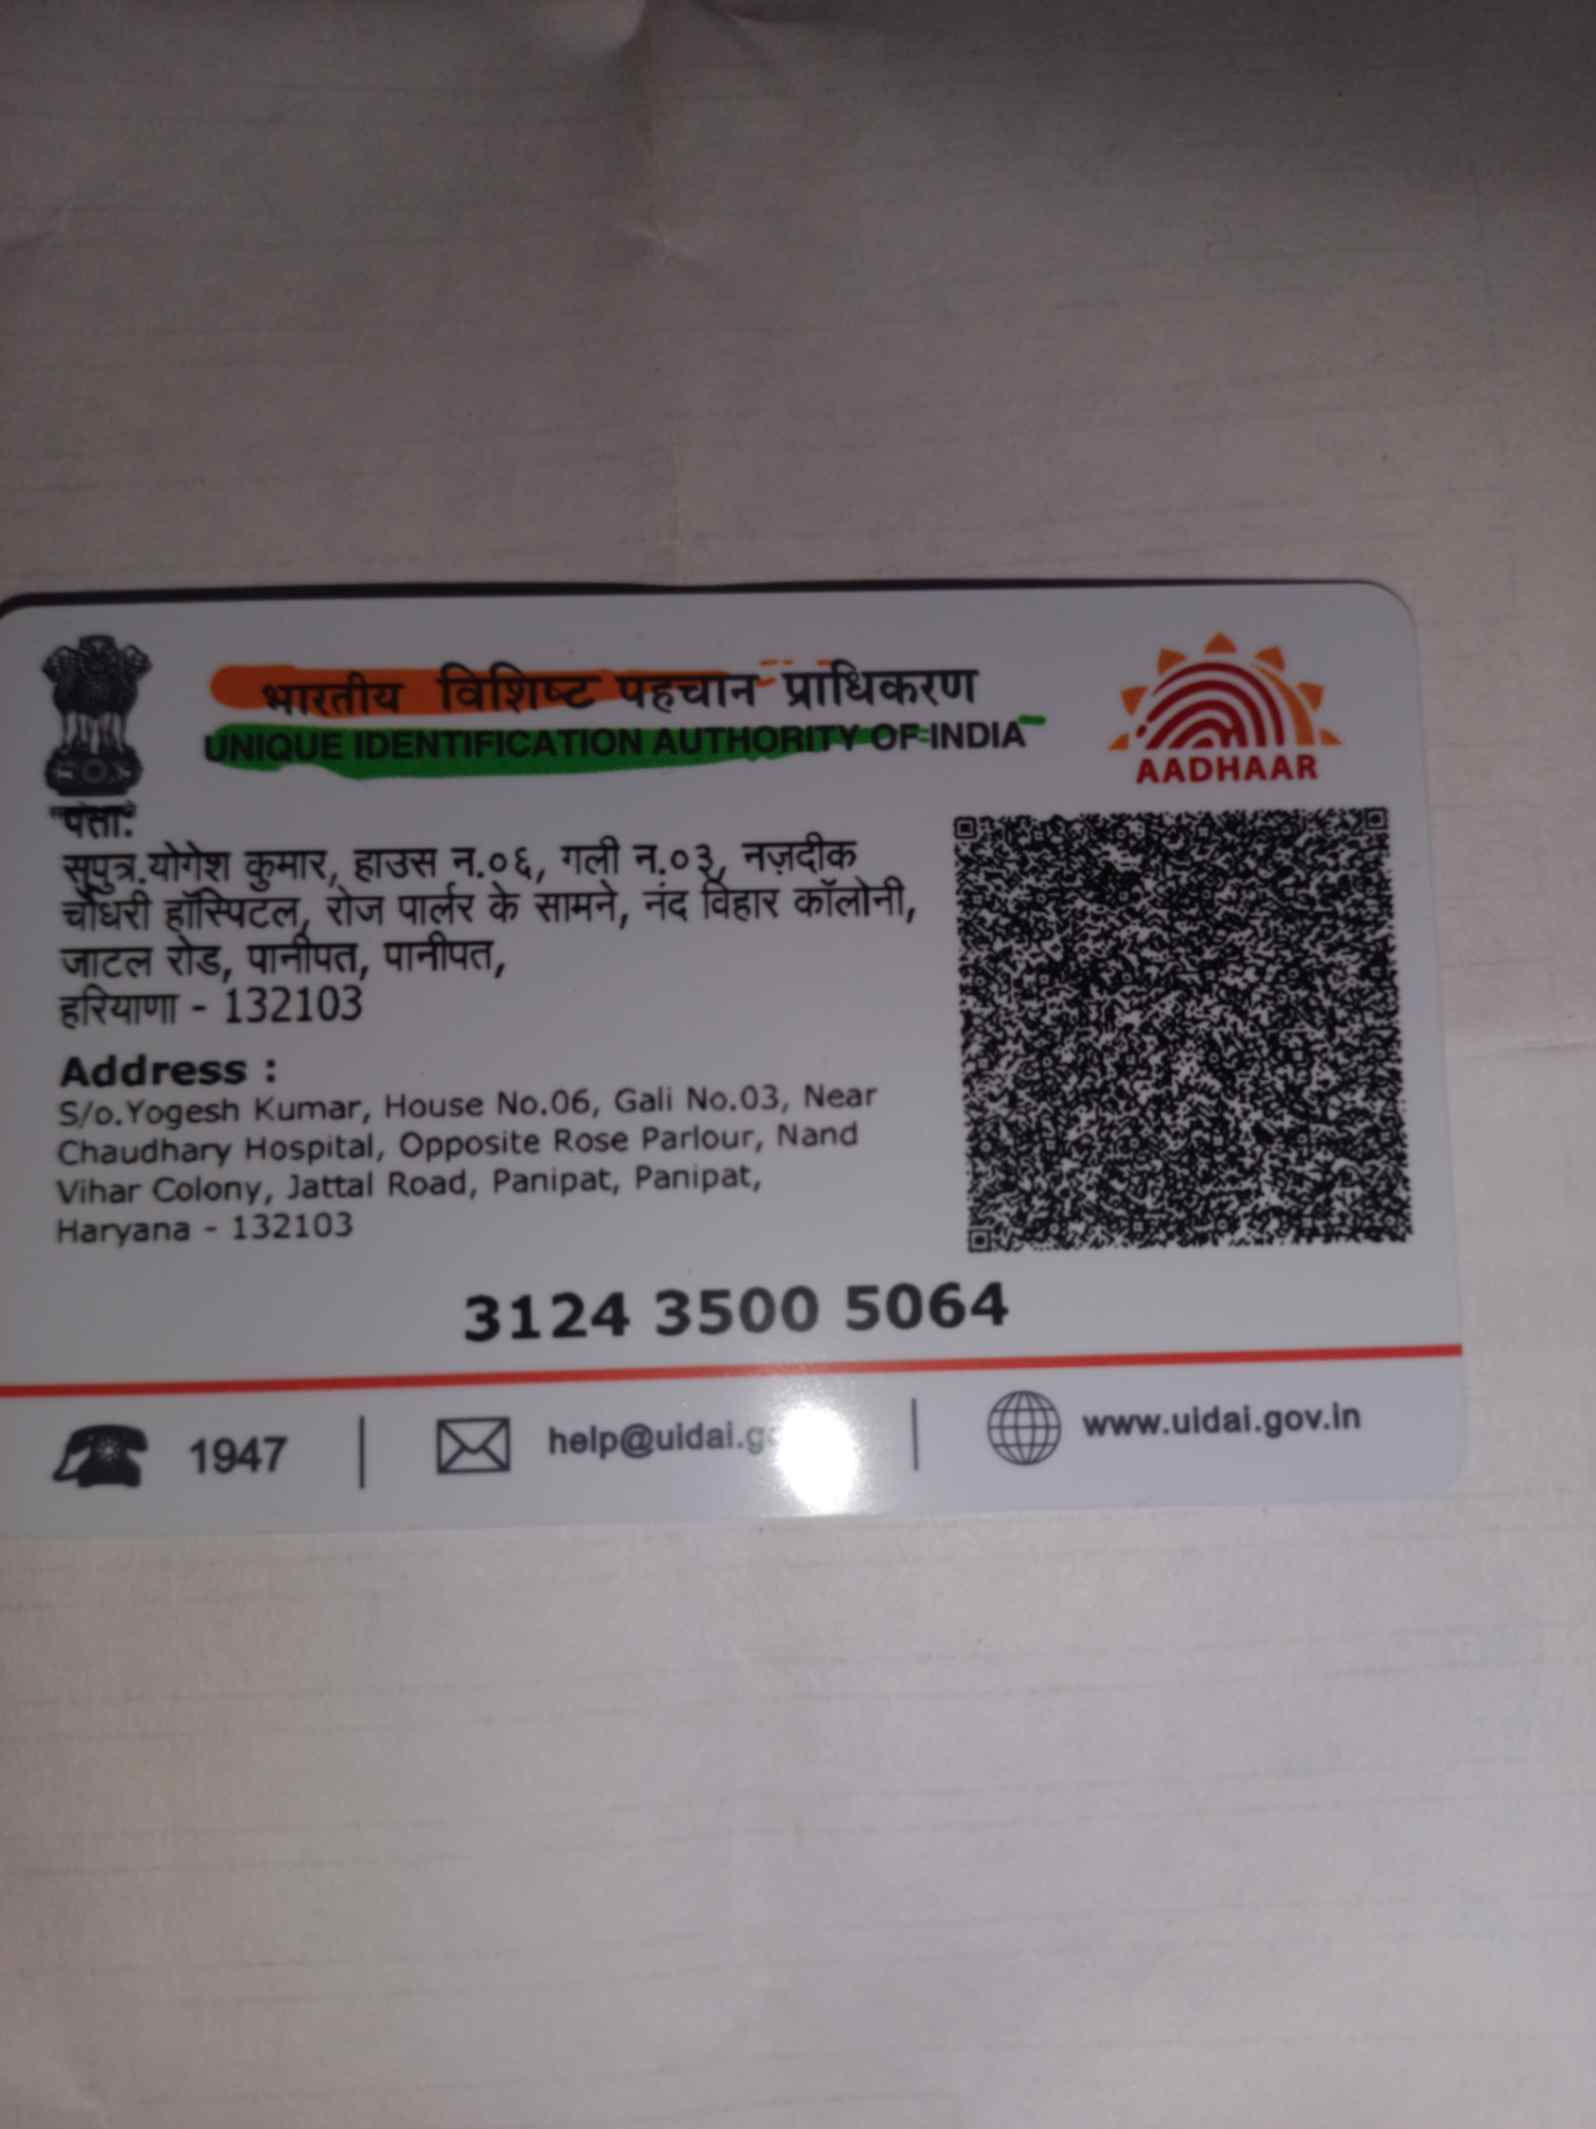 भारतीय विशिष्ट पहचान प्राधिकरण
UNIQUE IDENTIFICATION AUTHORITY OF INDIA
AADHAAR
पता:
सुपुत्र.योगेश कुमार, हाउस न.०६, गली न.०३, नज़दीक
चौधरी हॉस्पिटल, रोज पार्लर के सामने, नंद विहार कॉलोनी,
जाटल रोड, पानीपत, पानीपत,
हरियाणा - 132103
Address :
S/o.Yogesh Kumar, House No.06, Gali No.03, Near
Chaudhary Hospital, Opposite Rose Parlour, Nand
Vihar Colony, Jattal Road, Panipat, Panipat,
Haryana - 132103
3124 3500 5064
1947
help@uidai.g
www.uidai.gov.in